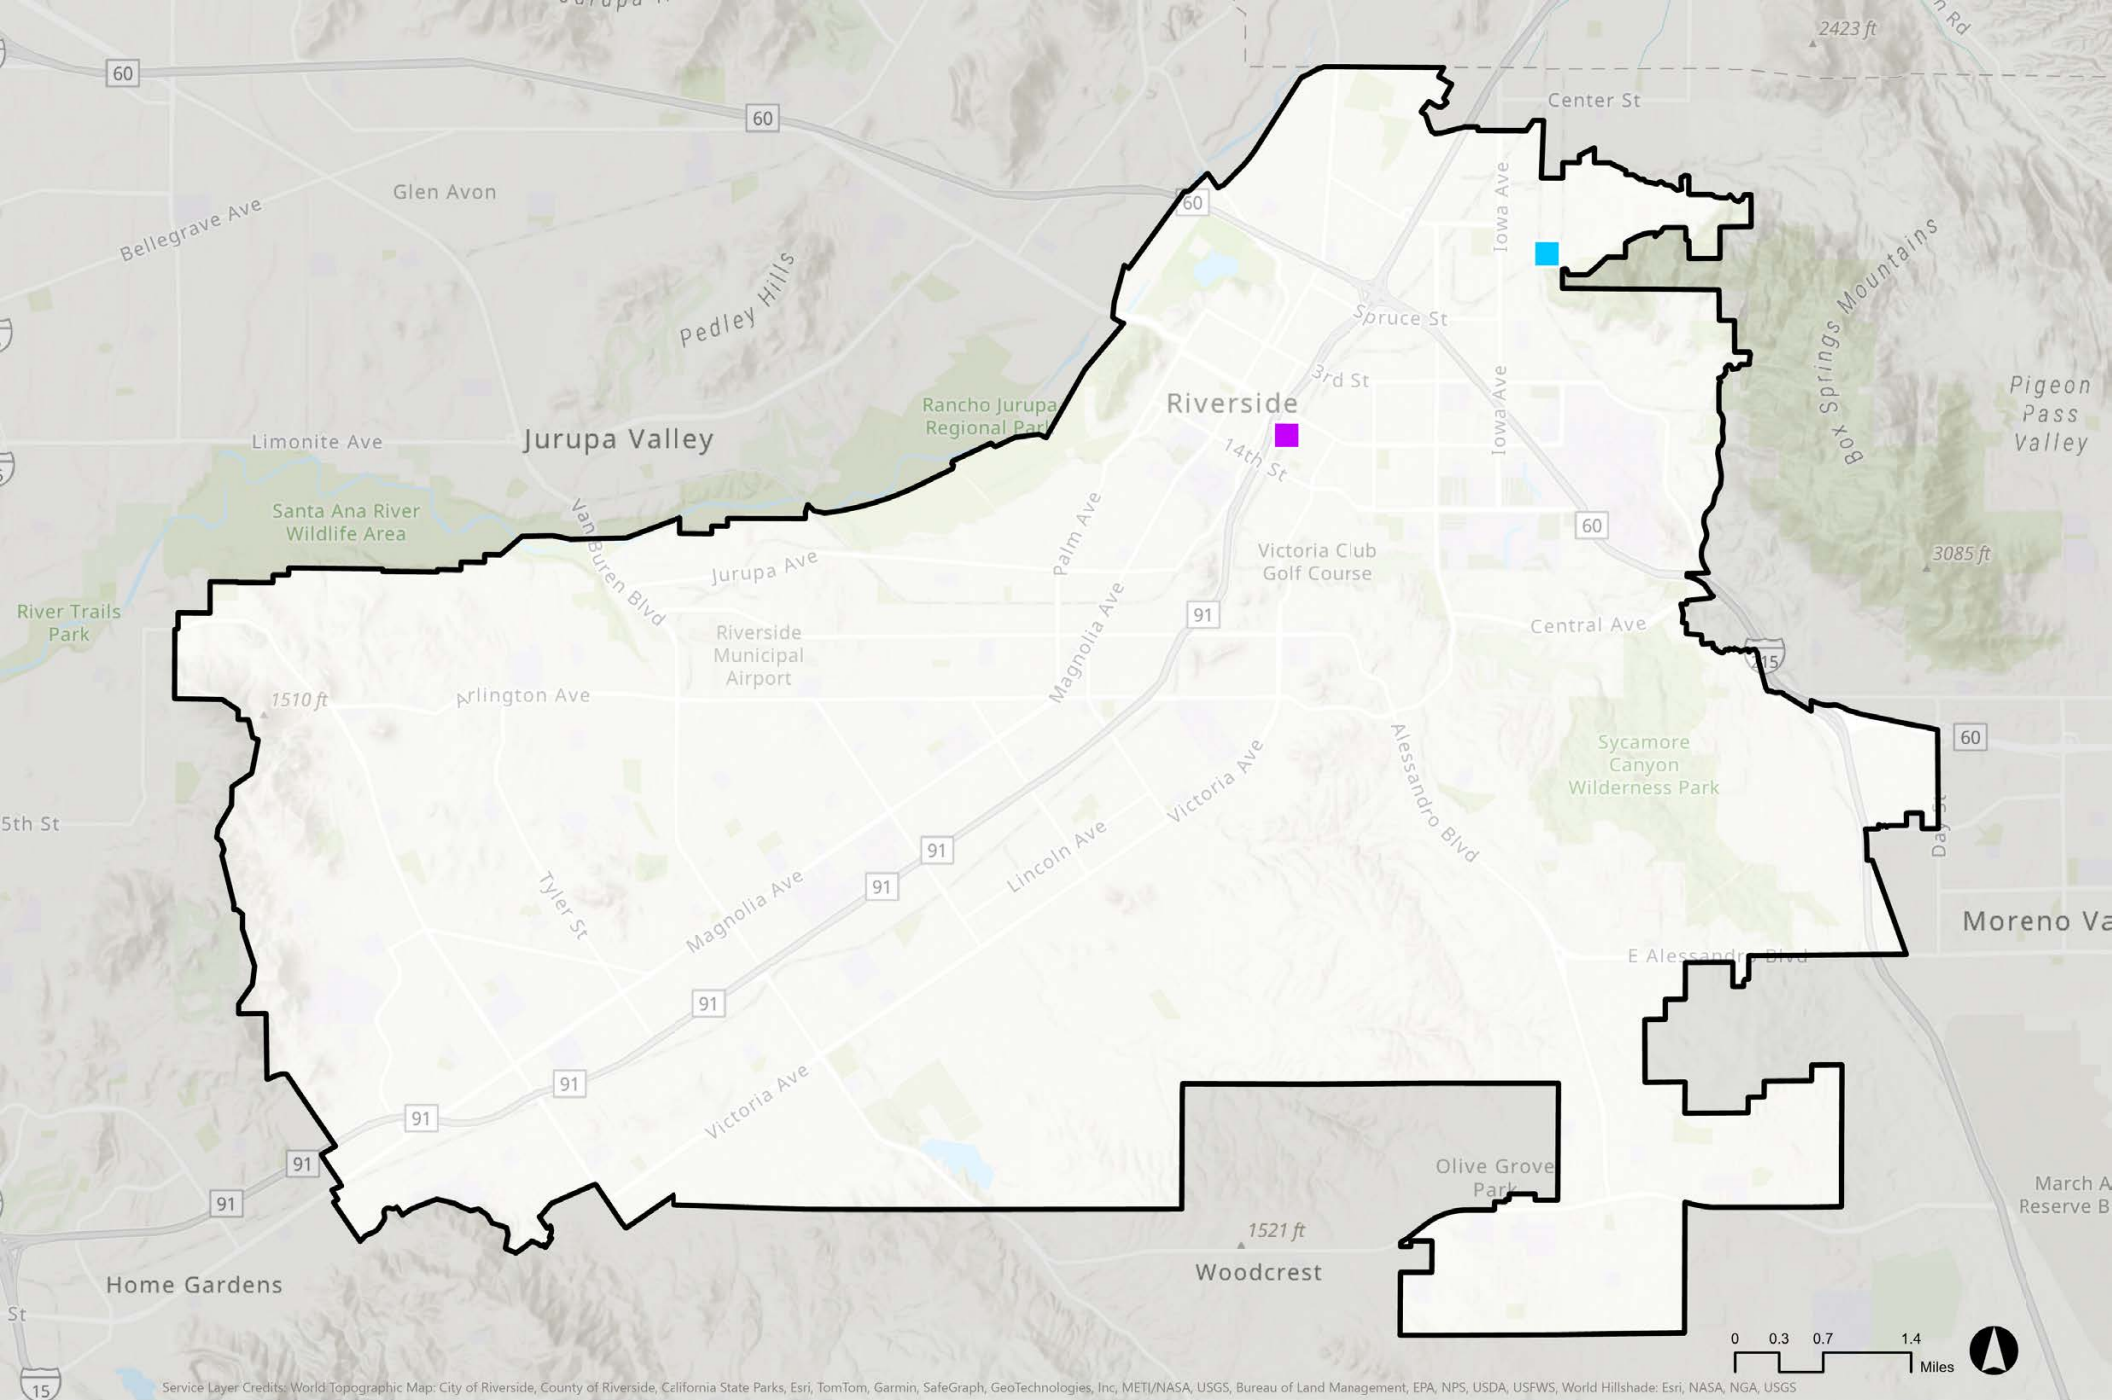 2423 ft
60
60
Center St
Glen Avon
Bellegrave Ave
60
Iowa Ave
Box Springs Mountains
Pedley Hills
Spruce St
3rd St
Pigeon
Pass
Valley
Rancho Jurupa
Regional Park
Riverside
Iowa Ave
Limonite Ave
Jurupa Valley
14th St
Santa Ana River
Wildlife Area
Van Buren Blvd
Palm Ave
60
Victoria Club
Golf Course
3085 ft
Jurupa Ave
River Trails
Park
91
Central Ave
Riverside
Municipal
Airport
Magnolia Ave
215
1510 ft
Arlington Ave
Alessandro Blvd
60
Sycamore
Canyon
Wilderness Park
Victoria Ave
5th St
Day St
91
Lincoln Ave
91
Tyler St
Magnolia Ave
Moreno Va
E Alessandro Blvd
91
91
Victoria Ave
91
91
Olive Grove
Park
March A
Reserve B
91
1521 ft
Woodcrest
Home Gardens
St
0 0.3 0.7 1.4
Miles
15
Service Layer Credits: World Topographic Map: City of Riverside, County of Riverside, California State Parks, Esri, TomTom, Garmin, SafeGraph, GeoTechnologies, Inc, METI/NASA, USGS, Bureau of Land Management, EPA, NPS, USDA, USFWS, World Hillshade: Esri, NASA, NGA, USGS